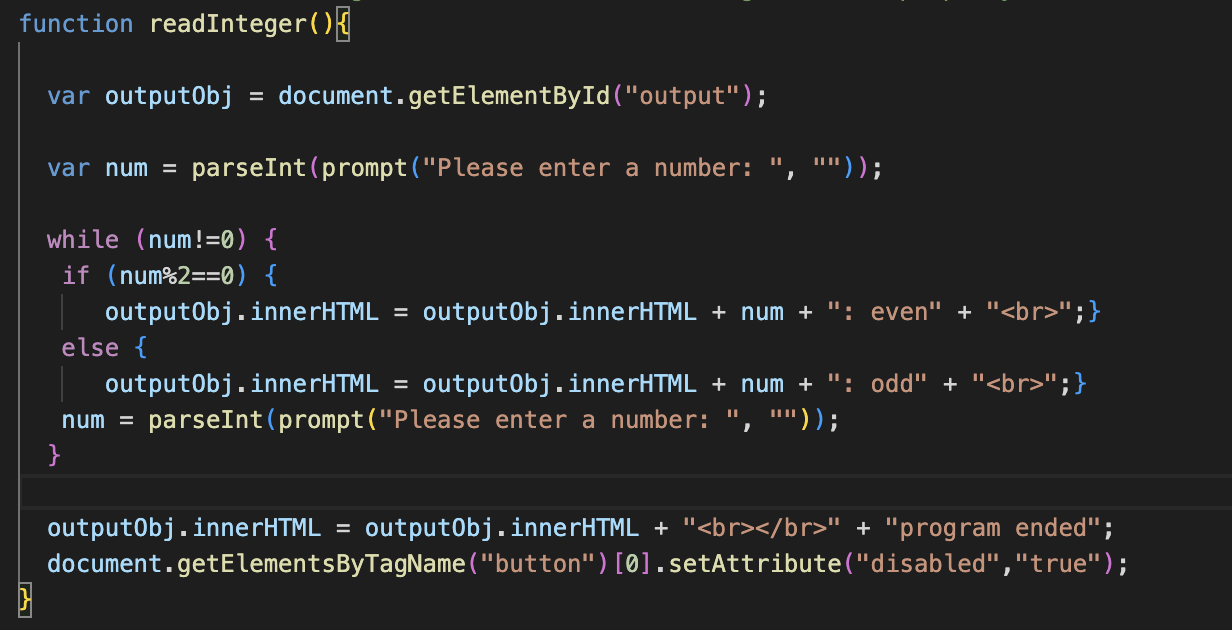 function readInteger(){
var outputObj = document.getElementById("output");
var num = parseInt(prompt("Please enter a number: ", ""));
while (num!=0) {
if (num%2==0) {
outputObj.innerHTML = outputObj.innerHTML + num + ": even" + "<br>";}
else {
outputObj.innerHTML = outputObj.innerHTML + num + ": odd" + "<br>";}
num = parseInt(prompt("Please enter a number: ", ""));
}
outputObj.innerHTML = outputObj.innerHTML + "<br></br>" + "program ended";
document.getElementsByTagName("button")[0].setAttribute("disabled","true");
}